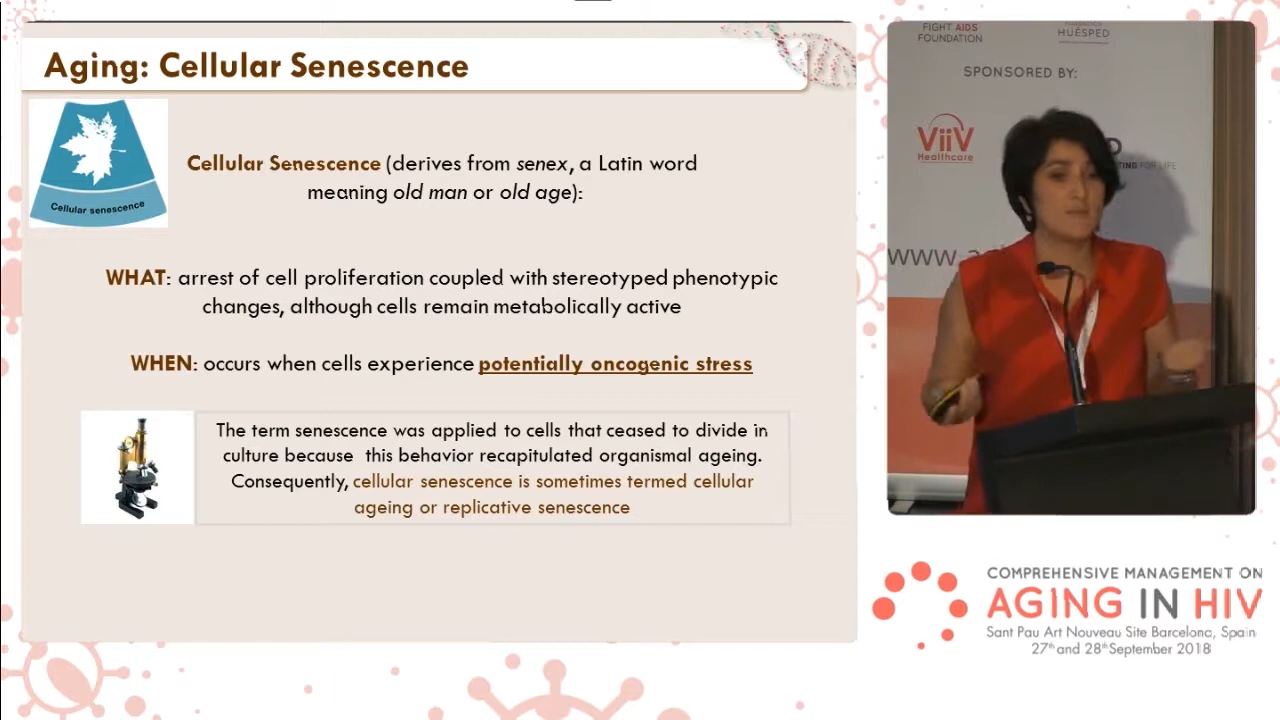 Aging: Cellular Senescence
Cellular senescence
Cellular Senescence (derives from senex, a Latin word
meaning old man or old age):
WHAT: arrest of cell proliferation coupled with stereotyped phenotypic
changes, although cells remain metabolically active
WHEN: occurs when cells experience potentially oncogenic stress
The term senescence was applied to cells that ceased to divide in
culture because this behavior recapitulated organismal ageing.
Consequently, cellular senescence is sometimes termed cellular
ageing or replicative senescence
FIGHT AIDS
FOUNDATION
HUÉSPED
SPONSORED BY:
ViiV
Healthcare
FOR LIFE
www.a
COMPREHENSIVE MANAGEMENT ON
AGING IN HIV
Sant Pau Art Nouveau Site Barcelona, Spain
27th and 28th September 2018